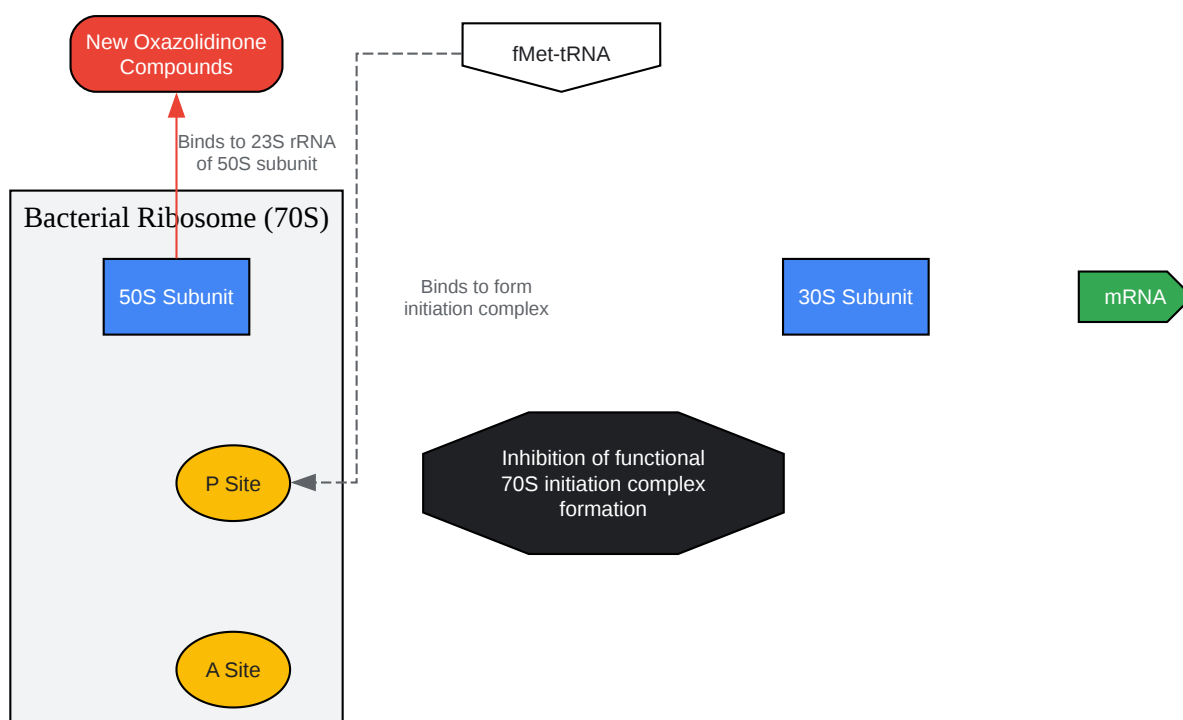 New Oxazolidinone
Compounds
fMet-tRNA
Binds to 23S rRNA
of 50S subunit
Bacterial Ribosome (70S)
50S Subunit
Binds to form
initiation complex
30S Subunit
mRNA
P Site
Inhibition of functional
70S initiation complex
formation
A Site